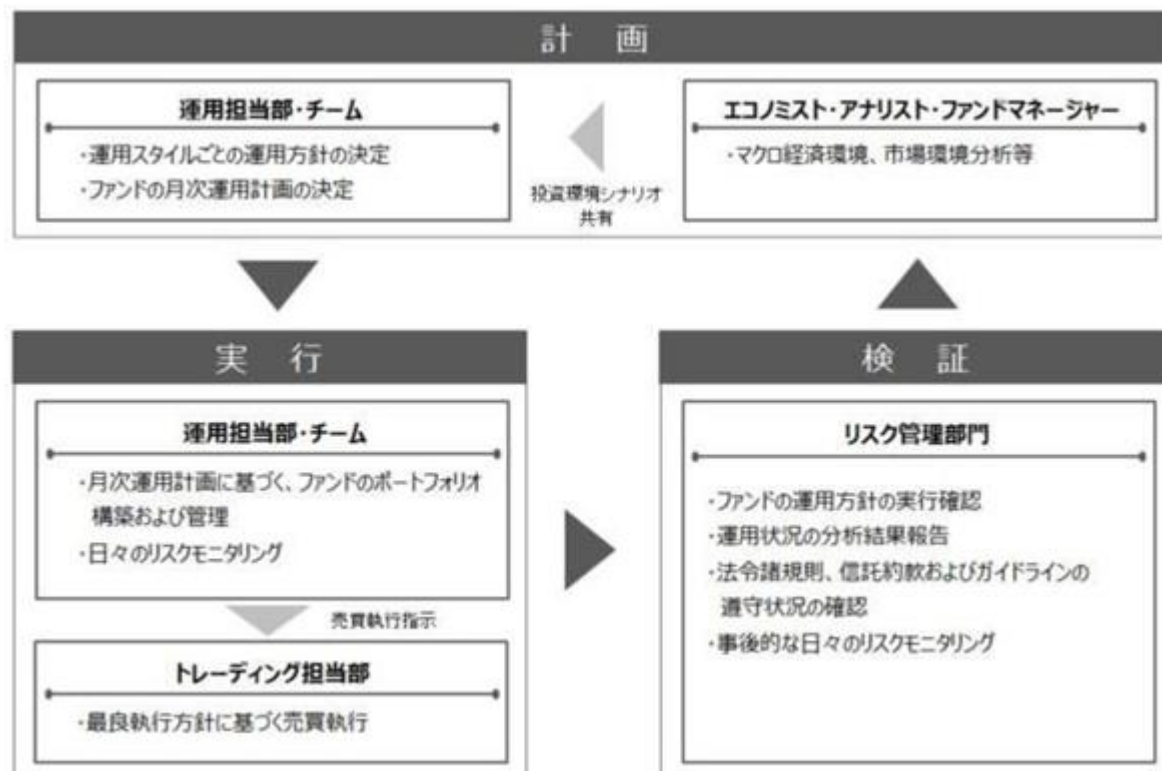 計 画
運用担当部・チーム
・運用スタイルごとの運用方針の決定
・ファンドの月次運用計画の決定
投資環境シナリオ
共有
エコノミスト・アナリスト・ファンドマネージャー
・マクロ経済環境、市場環境分析等
実 行
運用担当部・チーム
・月次運用計画に基づく、ファンドのポートフォリオ
構築および管理
・日々のリスクモニタリング
売買執行指示
トレーディング担当部
・最良執行方針に基づく売買執行
検 証
リスク管理部門
・ファンドの運用方針の実行確認
・運用状況の分析結果報告
・法令諸規則、信託約款およびガイドラインの
遵守状況の確認
・事後的な日々のリスクモニタリング